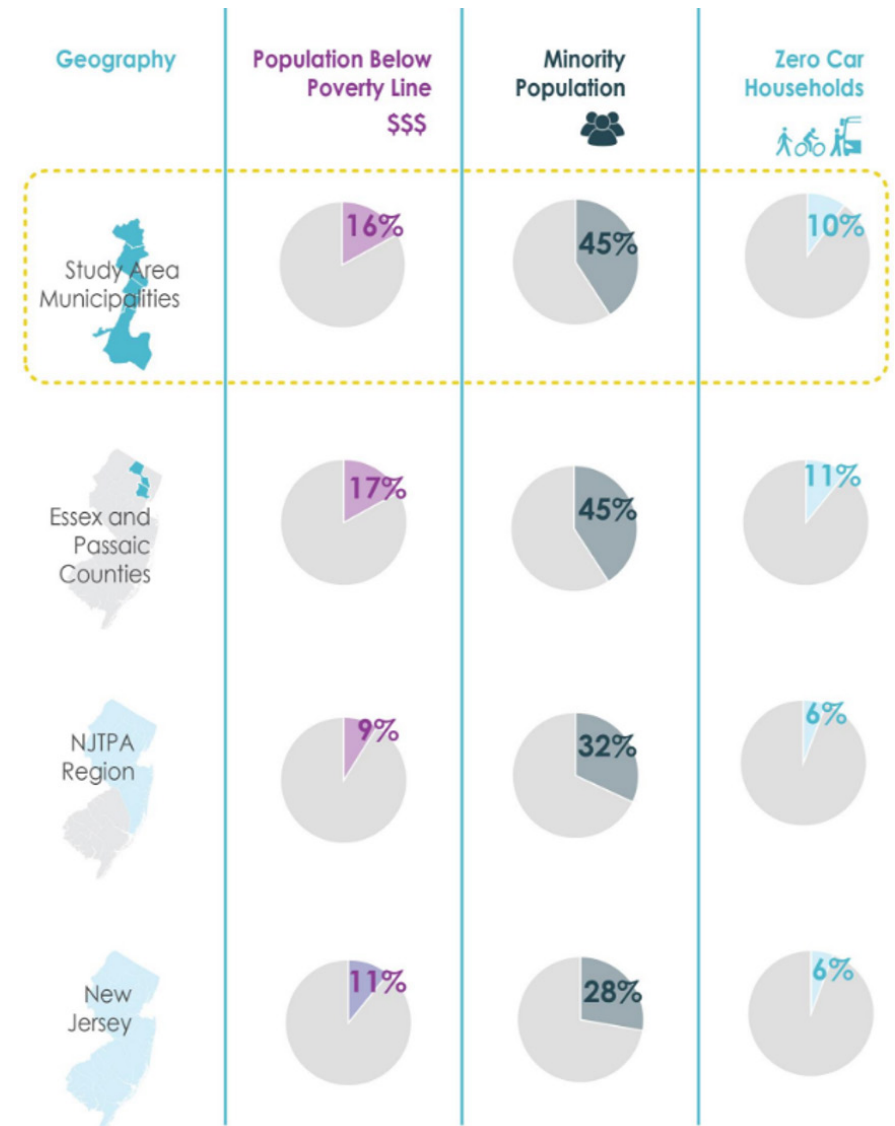 Geography
Population Below
Poverty Line
$$$
Minority
Population
Zero Car
Households
Study Area
Municipalities
16%
45%
10%
Essex and
Passaic
Counties
17%
45%
11%
NJTPA
Region
9%
32%
6%
New
Jersey
11%
28%
6%